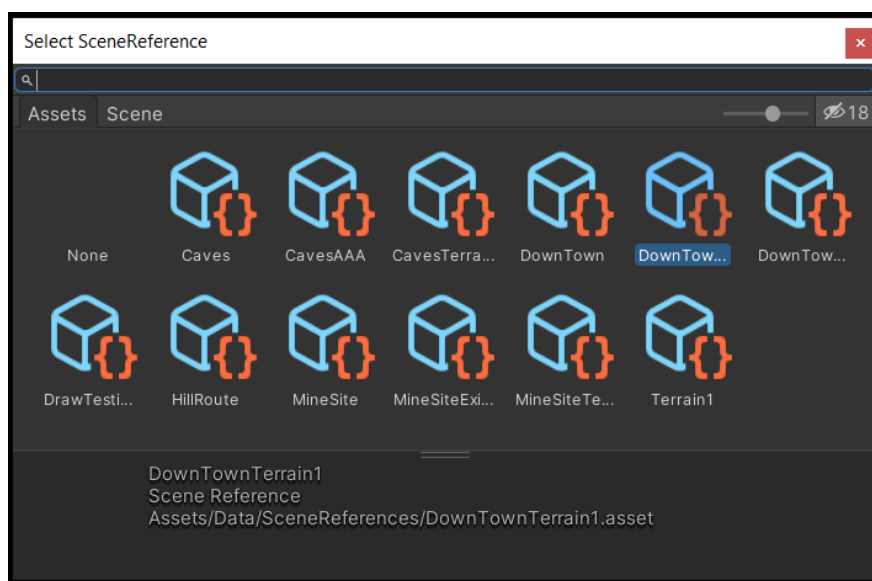 Select SceneReference
Assets Scene 18
None Caves CavesAAA CavesTerra... DownTown DownTow... DownTow...
DrawTesti... HillRoute MineSite MineSiteExi... MineSiteTe... Terrain1
DownTownTerrain1
Scene Reference
Assets/Data/SceneReferences/DownTownTerrain1.asset